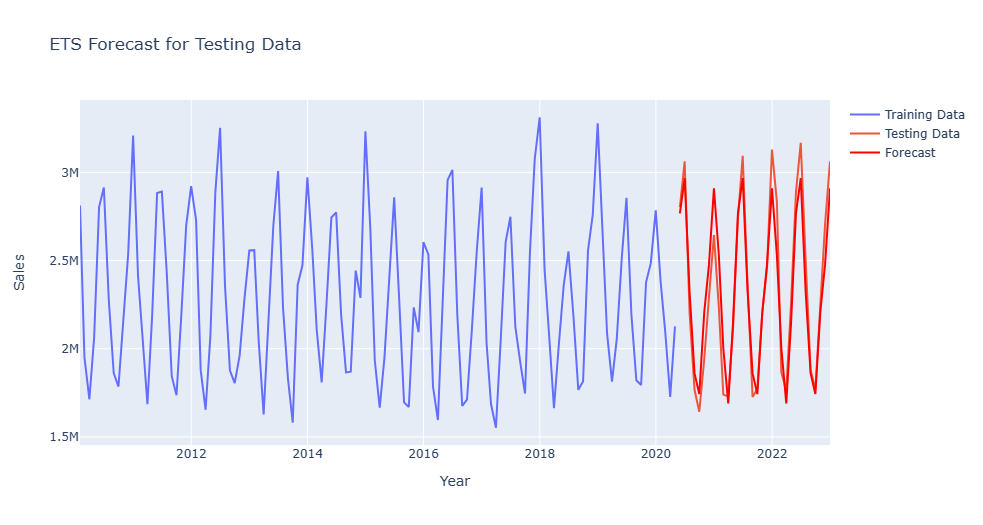 ETS Forecast for Testing Data
Training Data
Testing Data
Forecast
3M
2.5M
2M
1.5M
Sales
2012
2014
2016
2018
2020
2022
Year